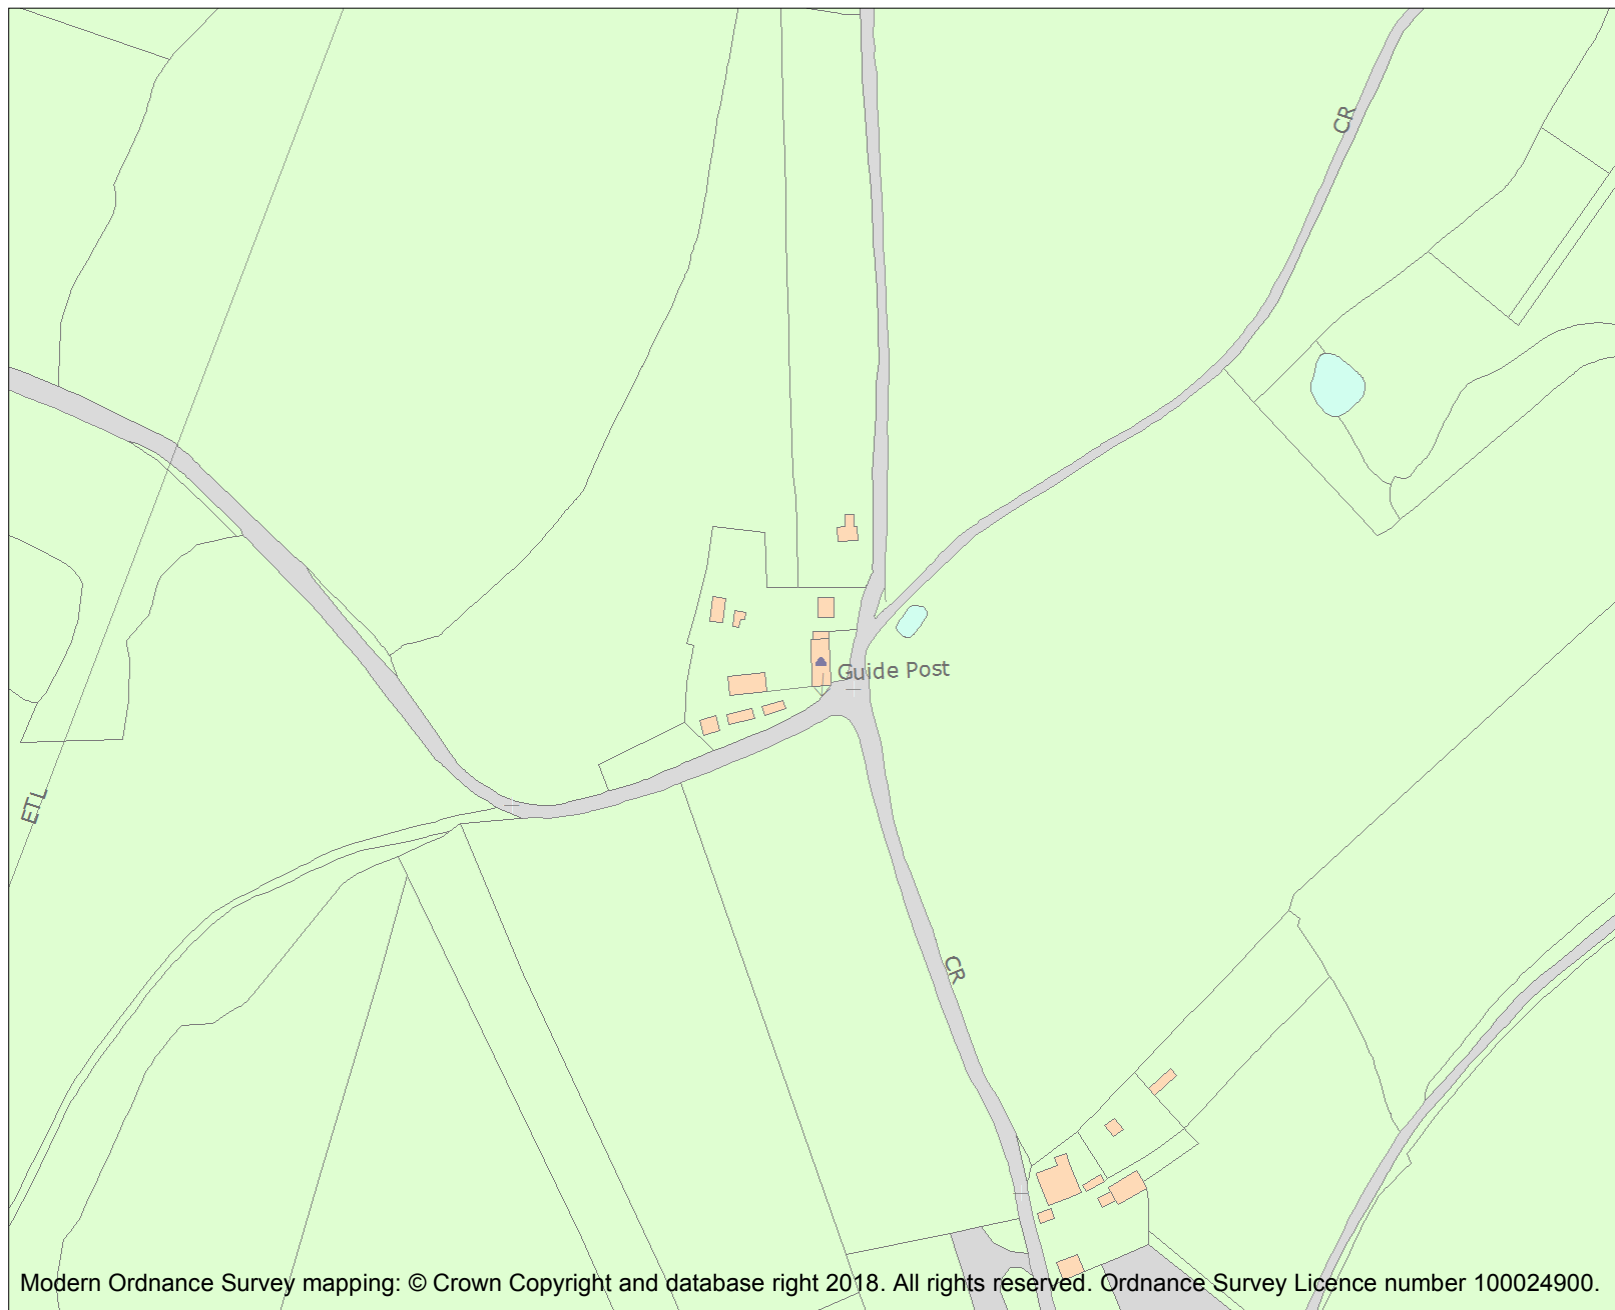 CR
Guide Post
ETL
CR
Modern Ordnance Survey mapping: © Crown Copyright and database right 2018. All rights reserved. Ordnance Survey Licence number 100024900.